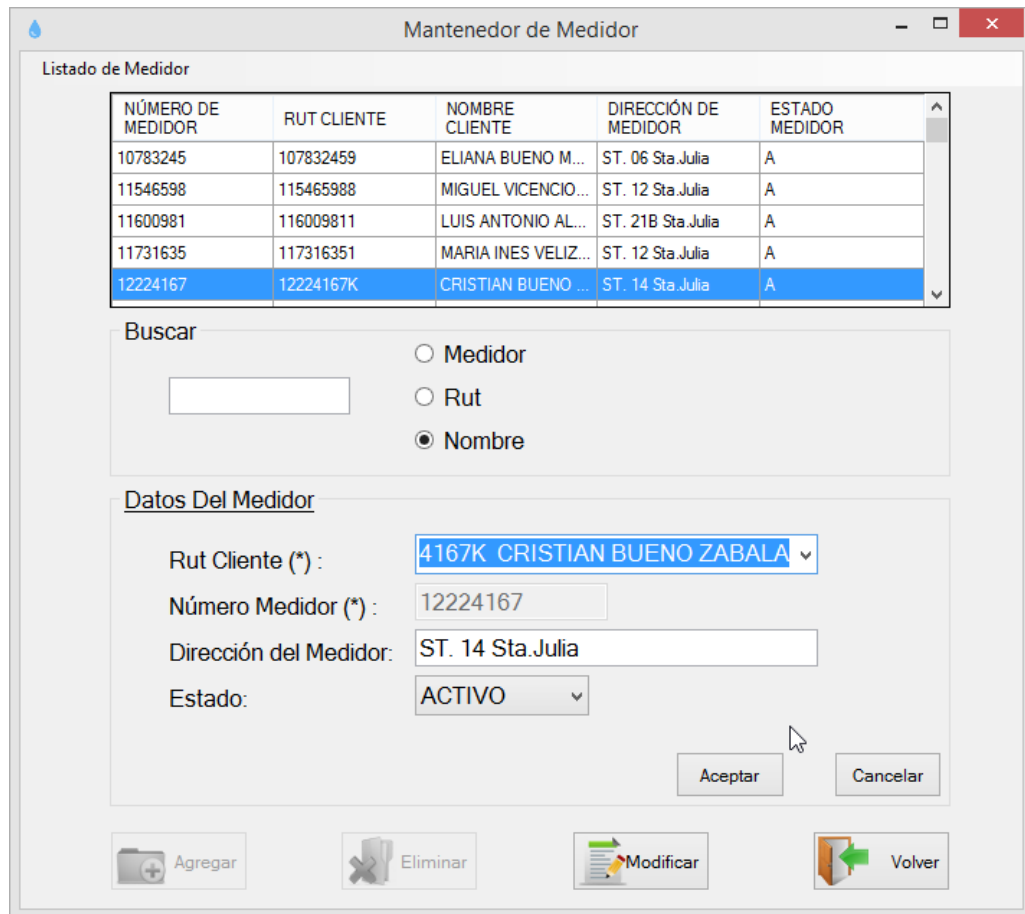 Mantenedor de Medidor
Listado de Medidor
NÚMERO DE MEDIDOR RUT CLIENTE NOMBRE CLIENTE DIRECCIÓN DE MEDIDOR ESTADO MEDIDOR
10783245 107832459 ELIANA BUENO M... ST. 06 Sta.Julia A
11546598 115465988 MIGUEL VICENCIO... ST. 12 Sta.Julia A
11600981 116009811 LUIS ANTONIO AL... ST. 21B Sta.Julia A
11731635 117316351 MARIA INES VELIZ... ST. 12 Sta.Julia A
12224167 12224167K CRISTIAN BUENO ... ST. 14 Sta.Julia A
Buscar
Medidor
Rut
Nombre
Datos Del Medidor
Rut Cliente (*) : 4167K CRISTIAN BUENO ZABALA
Número Medidor (*) : 12224167
Dirección del Medidor: ST. 14 Sta.Julia
Estado: ACTIVO
Aceptar Cancelar
Agregar Eliminar Modificar Volver